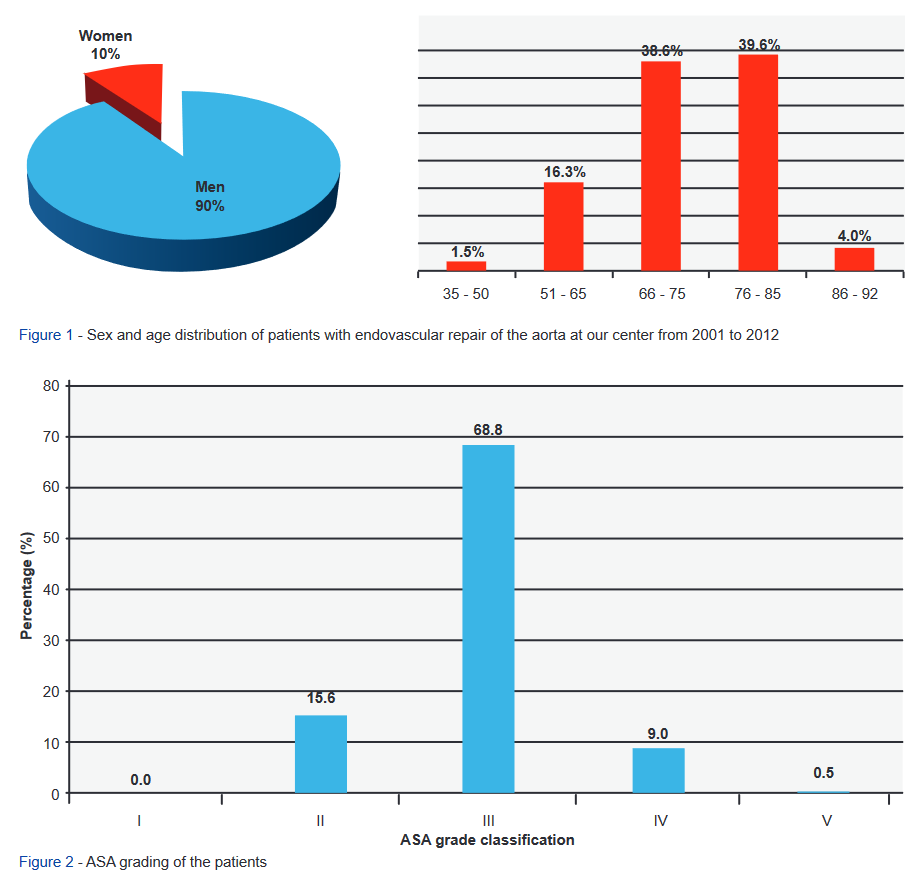 Women
10%
Men
90%
38.6%
39.6%
16.3%
1.5%
4.0%
35 - 50
51 - 65
66 - 75
76 - 85
86 - 92
Figure 1 - Sex and age distribution of patients with endovascular repair of the aorta at our center from 2001 to 2012
80
70
60
50
40
30
20
10
0
Percentage (%)
68.8
15.6
9.0
0.0
0.5
I
II
III
IV
V
ASA grade classification
Figure 2 - ASA grading of the patients